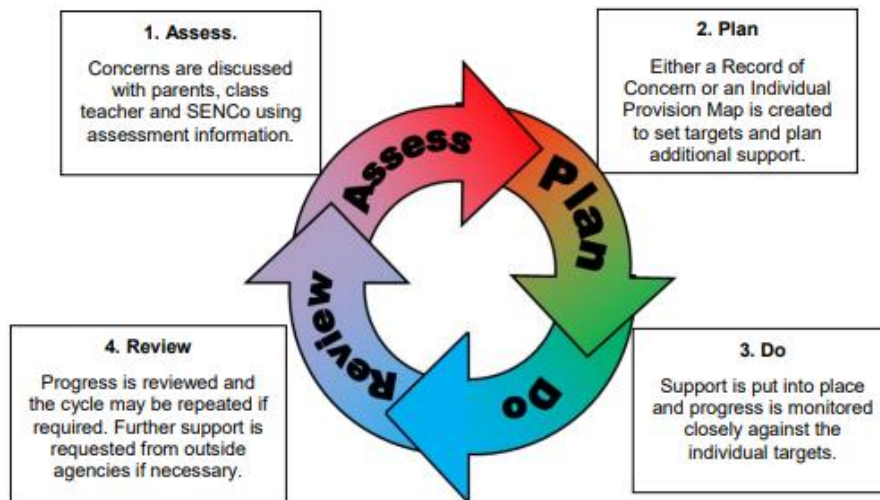 1. Assess.
Concerns are discussed
with parents, class
teacher and SENCo using
assessment information.
2. Plan
Either a Record of
Concern or an Individual
Provision Map is created
to set targets and plan
additional support.
Assess
Plan
Do
Review
4. Review
Progress is reviewed and
the cycle may be repeated if
required. Further support is
requested from outside
agencies if necessary.
3. Do
Support is put into place
and progress is monitored
closely against the
individual targets.